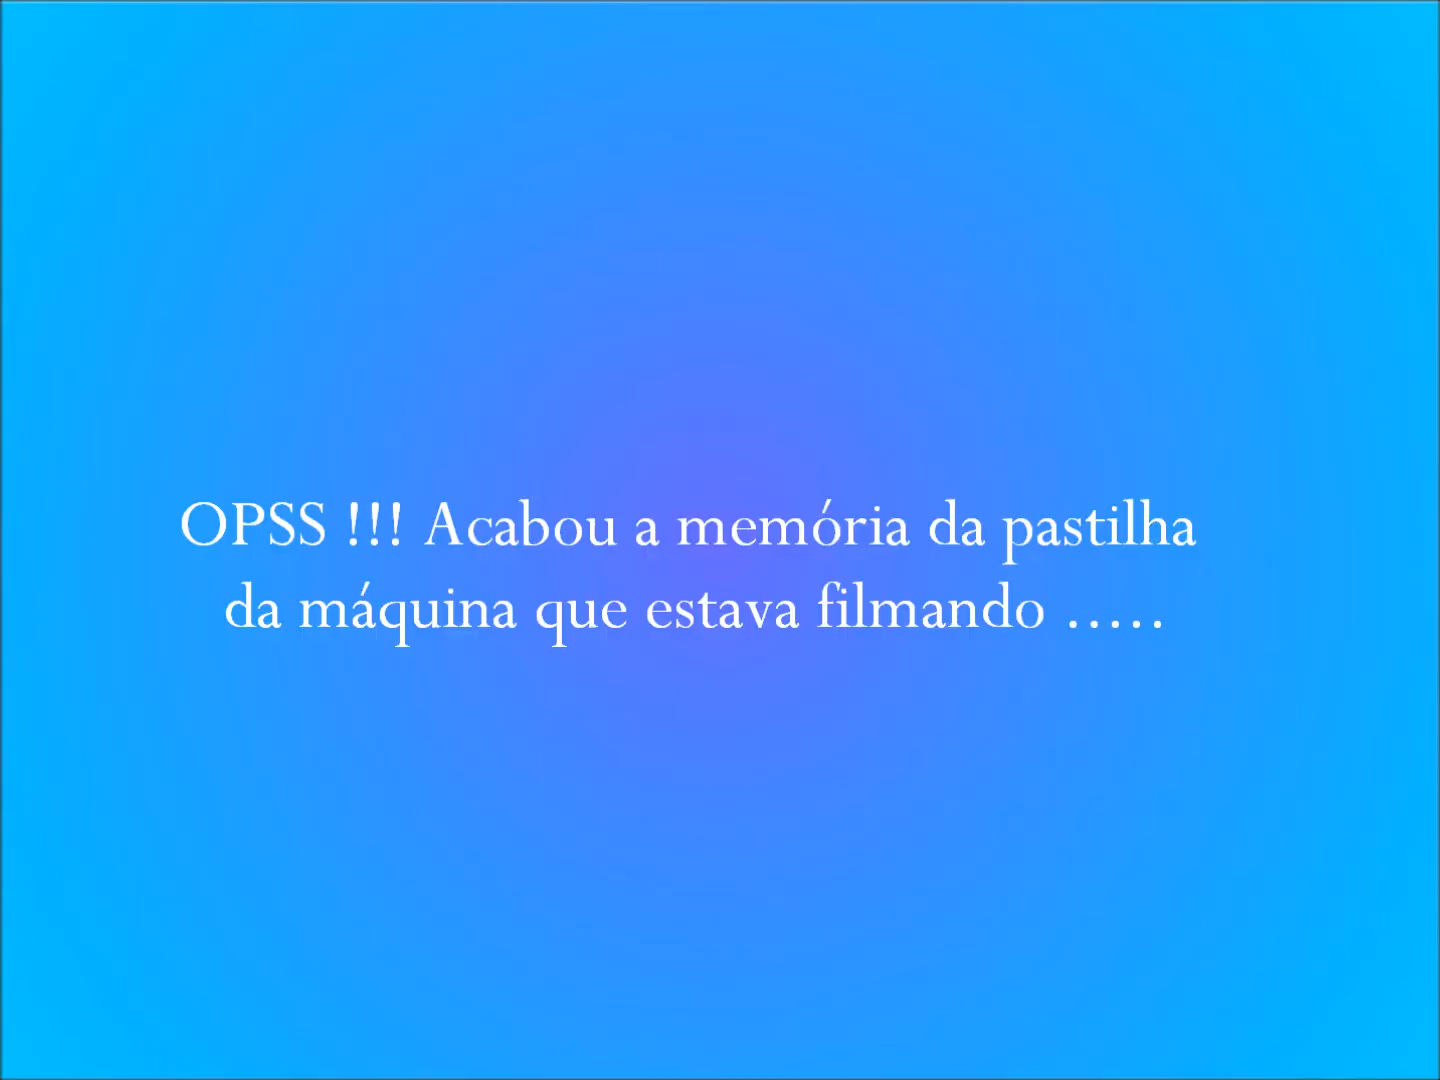 OPSS !!! Acabou a memória da pastilha
da máquina que estava filmando .....